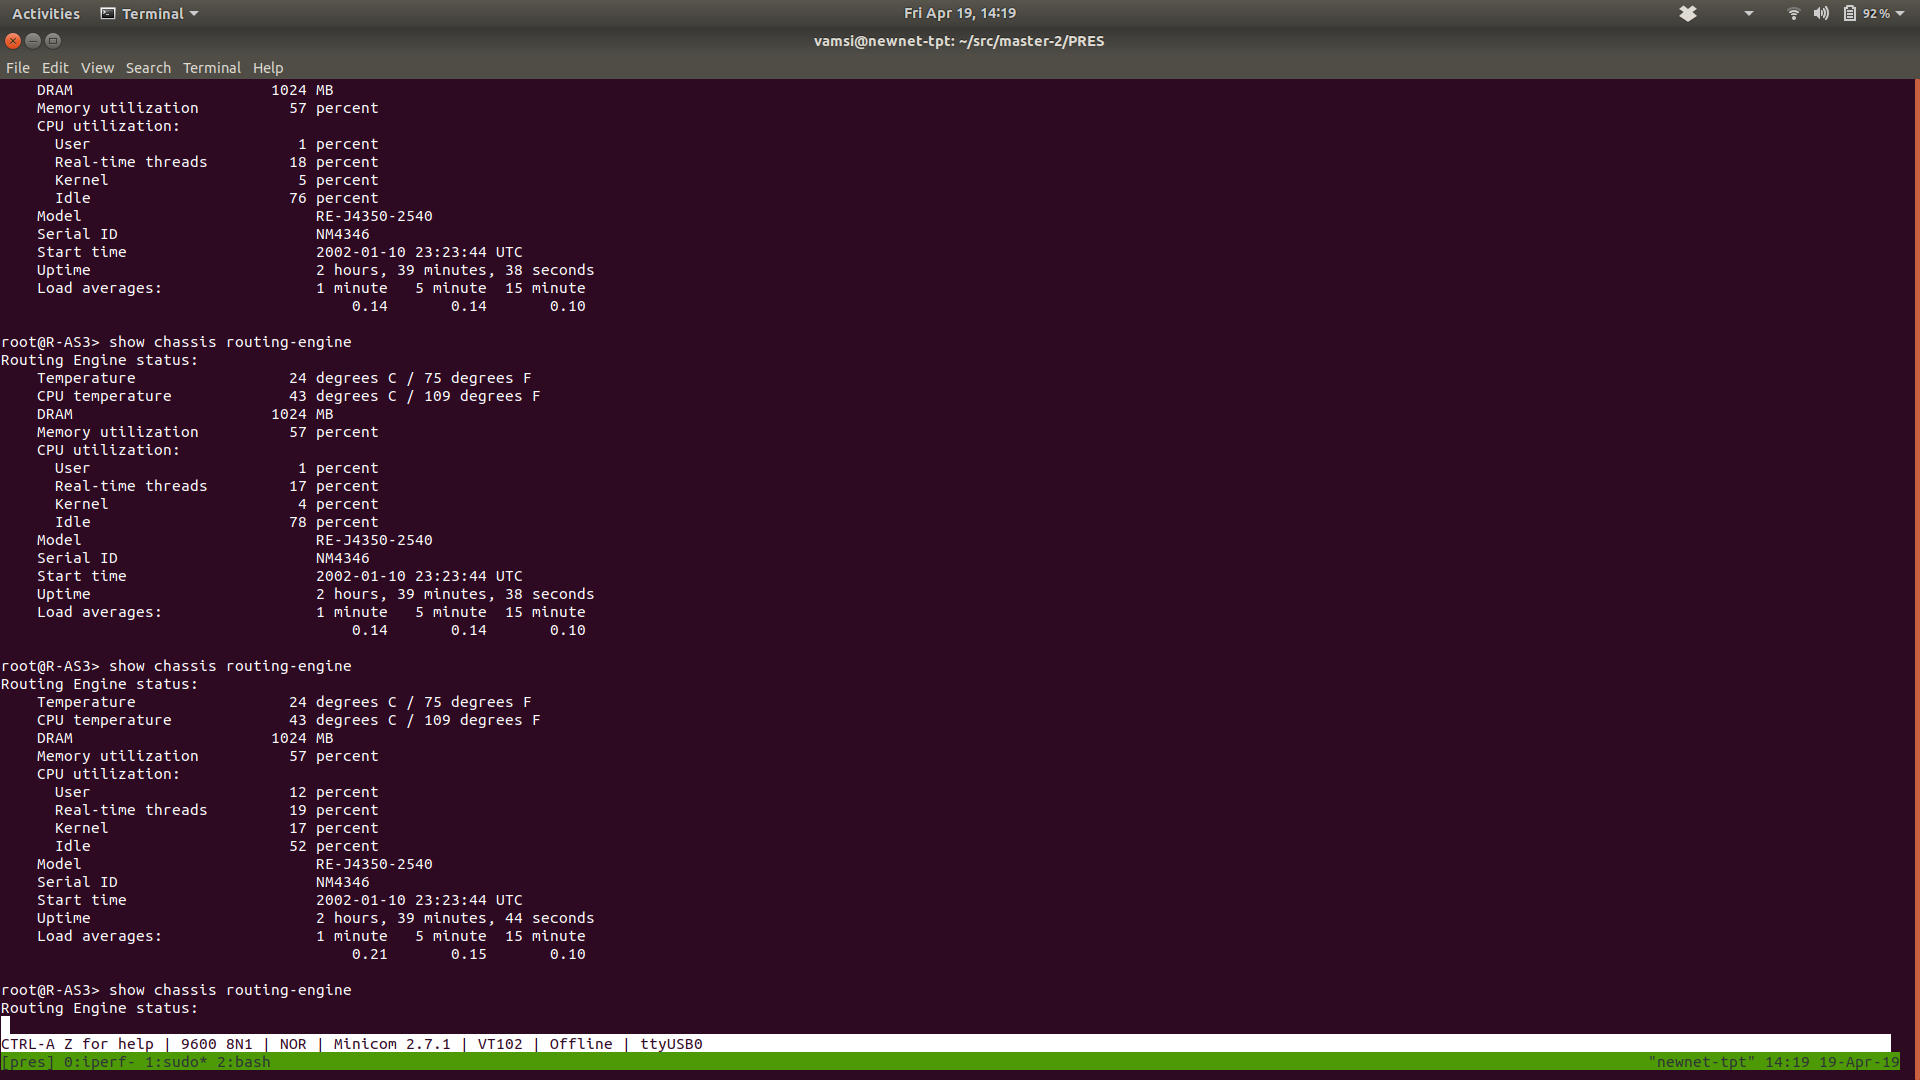 Activities Terminal Fri Apr 19, 14:19 92 %
vamsi@newnet-tpt: ~/src/master-2/PRES
File Edit View Search Terminal Help
    DRAM                      1024 MB
    Memory utilization          57 percent
    CPU utilization:
      User                       1 percent
      Real-time threads         18 percent
      Kernel                     5 percent
      Idle                      76 percent
    Model                          RE-J4350-2540
    Serial ID                      NM4346
    Start time                     2002-01-10 23:23:44 UTC
    Uptime                         2 hours, 39 minutes, 38 seconds
    Load averages:                 1 minute   5 minute  15 minute
                                       0.14       0.14       0.10
root@R-AS3> show chassis routing-engine
Routing Engine status:
    Temperature                 24 degrees C / 75 degrees F
    CPU temperature             43 degrees C / 109 degrees F
    DRAM                      1024 MB
    Memory utilization          57 percent
    CPU utilization:
      User                       1 percent
      Real-time threads         17 percent
      Kernel                     4 percent
      Idle                      78 percent
    Model                          RE-J4350-2540
    Serial ID                      NM4346
    Start time                     2002-01-10 23:23:44 UTC
    Uptime                         2 hours, 39 minutes, 38 seconds
    Load averages:                 1 minute   5 minute  15 minute
                                       0.14       0.14       0.10
root@R-AS3> show chassis routing-engine
Routing Engine status:
    Temperature                 24 degrees C / 75 degrees F
    CPU temperature             43 degrees C / 109 degrees F
    DRAM                      1024 MB
    Memory utilization          57 percent
    CPU utilization:
      User                      12 percent
      Real-time threads         19 percent
      Kernel                    17 percent
      Idle                      52 percent
    Model                          RE-J4350-2540
    Serial ID                      NM4346
    Start time                     2002-01-10 23:23:44 UTC
    Uptime                         2 hours, 39 minutes, 44 seconds
    Load averages:                 1 minute   5 minute  15 minute
                                       0.21       0.15       0.10
root@R-AS3> show chassis routing-engine
Routing Engine status:
CTRL-A Z for help | 9600 8N1 | NOR | Minicom 2.7.1 | VT102 | Offline | ttyUSB0
[pres] 0:iperf- 1:sudo* 2:bash "newnet-tpt" 14:19 19-Apr-19